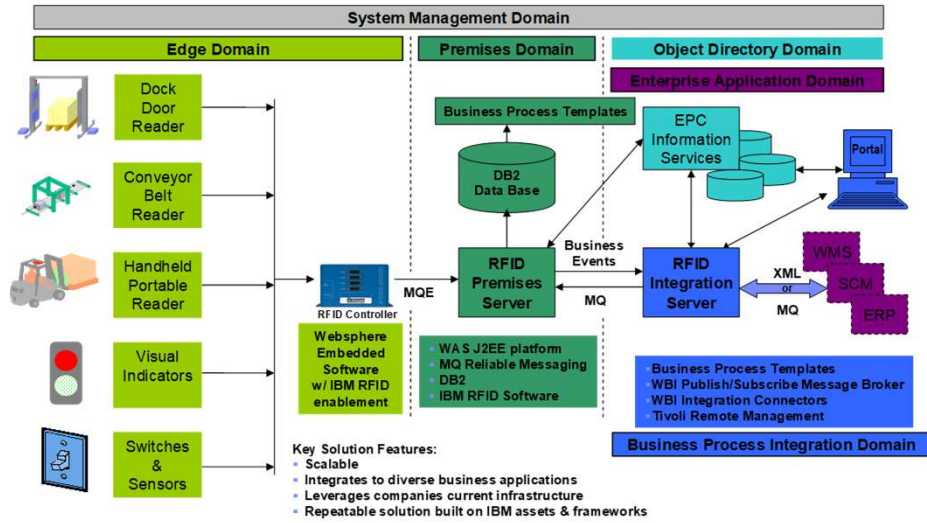 System Management Domain
Edge Domain
Premises Domain
Object Directory Domain
Enterprise Application Domain
Dock
Door
Reader
Conveyor
Belt
Reader
Handheld
Portable
Reader
Visual
Indicators
Switches
&
Sensors
RFID Controller
Websphere
Embedded
Software
w/ IBM RFID
enablement
MQE
Business Process Templates
DB2
Data Base
RFID
Premises
Server
WAS J2EE platform
MQ Reliable Messaging
DB2
IBM RFID Software
Business
Events
MQ
EPC
Information
Services
Portal
RFID
Integration
Server
XML
or
MQ
WMS
SCM
ERP
Business Process Templates
WBI Publish/Subscribe Message Broker
WBI Integration Connectors
Tivoli Remote Management
Business Process Integration Domain
Key Solution Features:
Scalable
Integrates to diverse business applications
Leverages companies current infrastructure
Repeatable solution built on IBM assets & frameworks